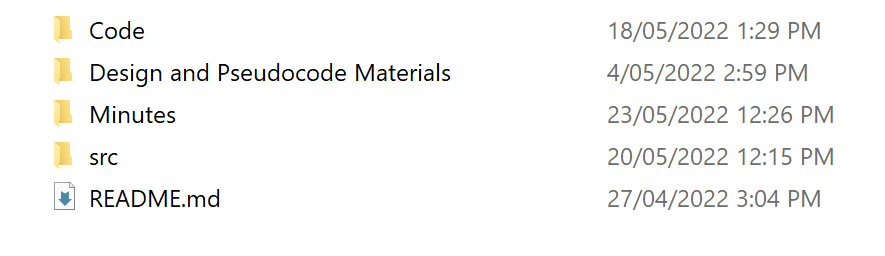 Code 18/05/2022 1:29 PM
Design and Pseudocode Materials 4/05/2022 2:59 PM
Minutes 23/05/2022 12:26 PM
src 20/05/2022 12:15 PM
README.md 27/04/2022 3:04 PM